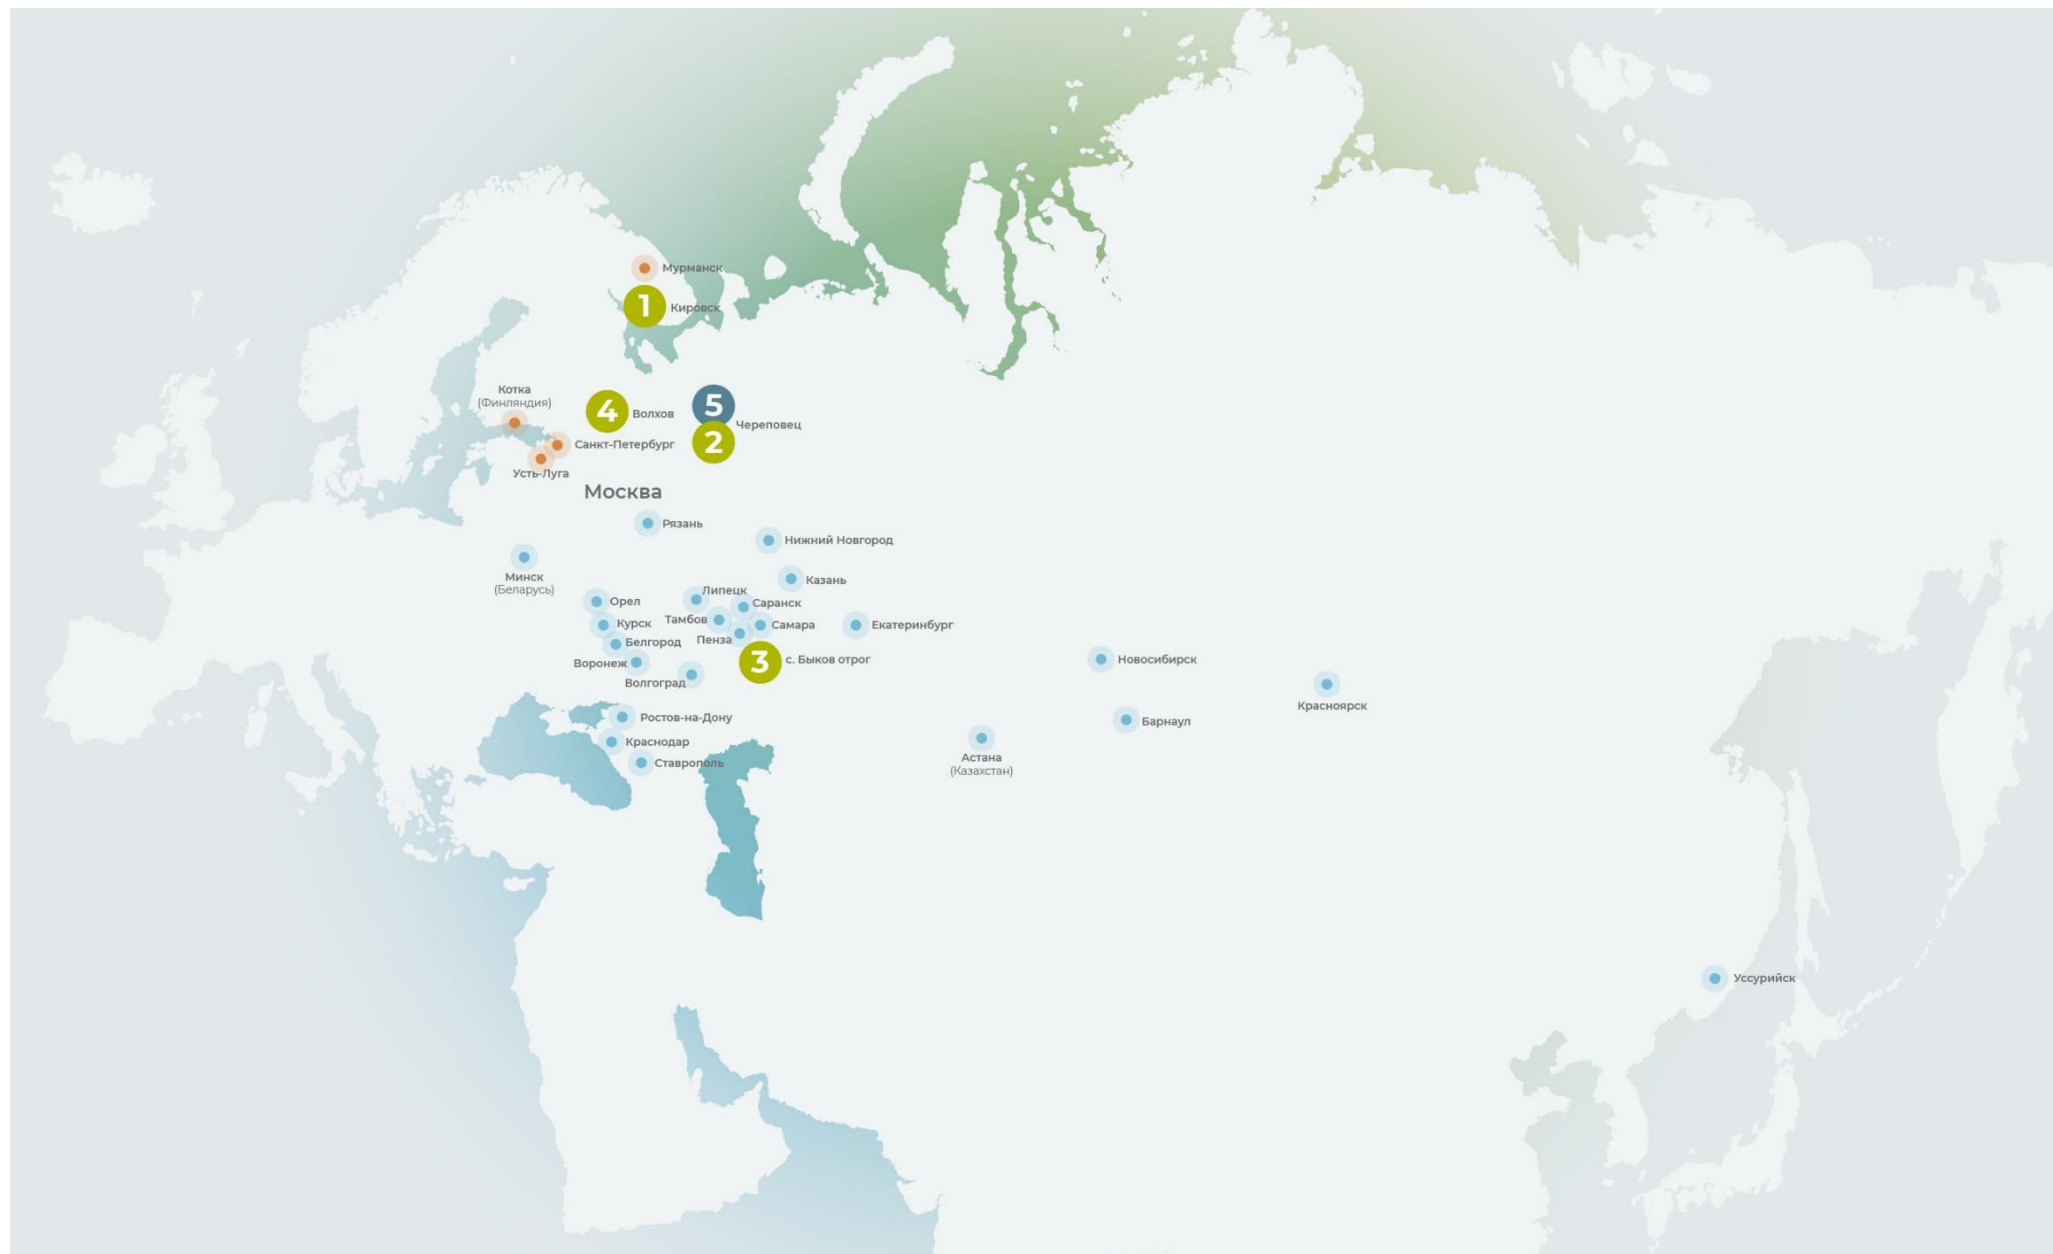 Мурманск
1
Кировск
Котка
(Финляндия)
4
Волхов
5
Череповец
2
Санкт-Петербург
Усть-Луга
Москва
Рязань
Нижний Новгород
Минск
(Беларусь)
Казань
Липецк
Орел
Саранск
Тамбов
Курск
Самара
Екатеринбург
Пенза
Белгород
3
с. Быков отрог
Воронеж
Волгоград
Новосибирск
Красноярск
Ростов-на-Дону
Барнаул
Краснодар
Ставрополь
Астана
(Казахстан)
Уссурийск